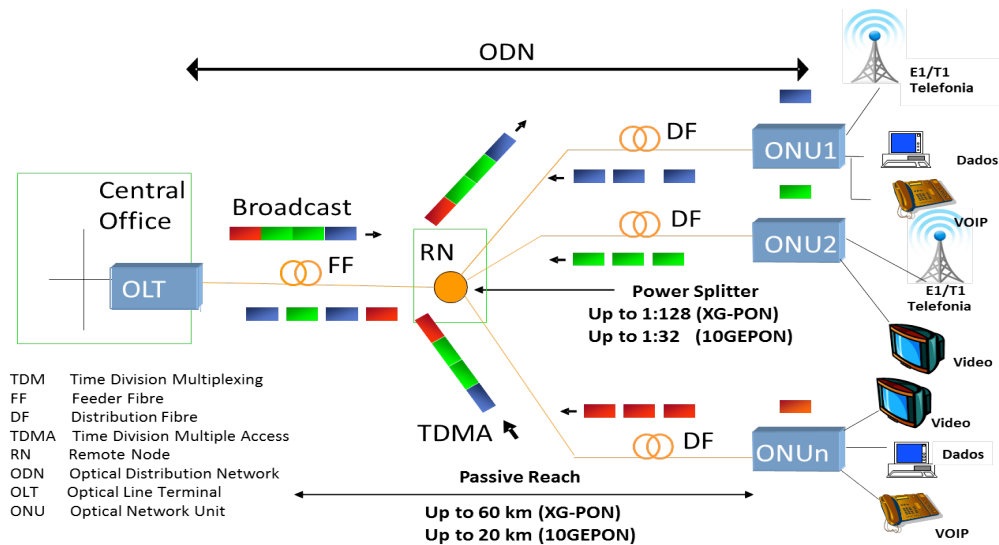 ODN
E1/T1
Telefonia
DF
ONU1
Dados
VOIP
Central
Office
Broadcast
DF
RN
ONU2
FF
OLT
E1/T1
Telefonia
Power Splitter
Up to 1:128 (XG-PON)
Up to 1:32 (10GEPON)
Video
TDM Time Division Multiplexing
FF Feeder Fibre
DF Distribution Fibre
TDMA Time Division Multiple Access
RN Remote Node
ODN Optical Distribution Network
OLT Optical Line Terminal
ONU Optical Network Unit
TDMA
DF
Video
ONUn
Dados
VOIP
Passive Reach
Up to 60 km (XG-PON)
Up to 20 km (10GEPON)